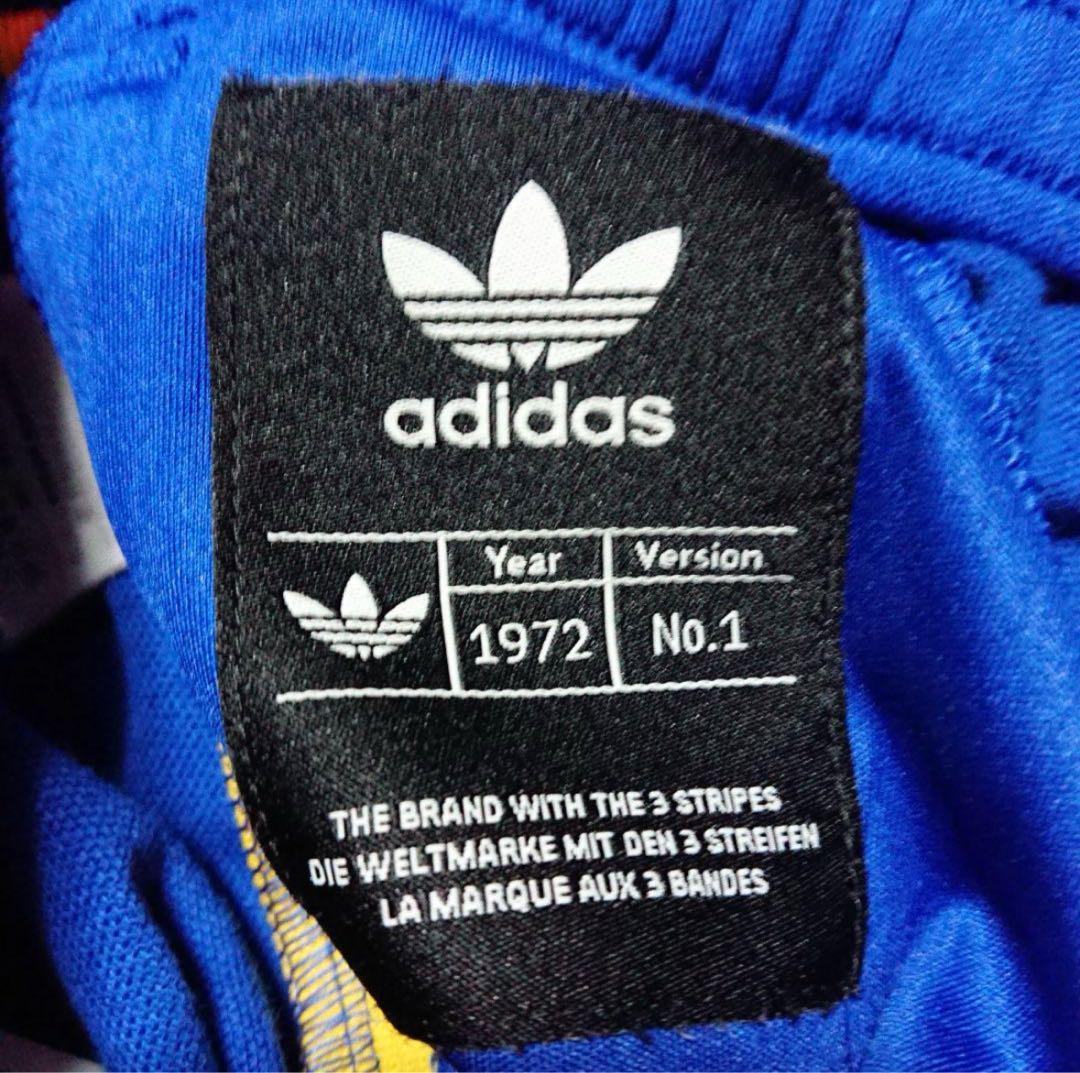 adidas
Year Version
1972 No.1
THE BRAND WITH THE 3 STRIPES
DIE WELTMARKE MIT DEN 3 STREIFEN
LA MARQUE AUX 3 BANDES